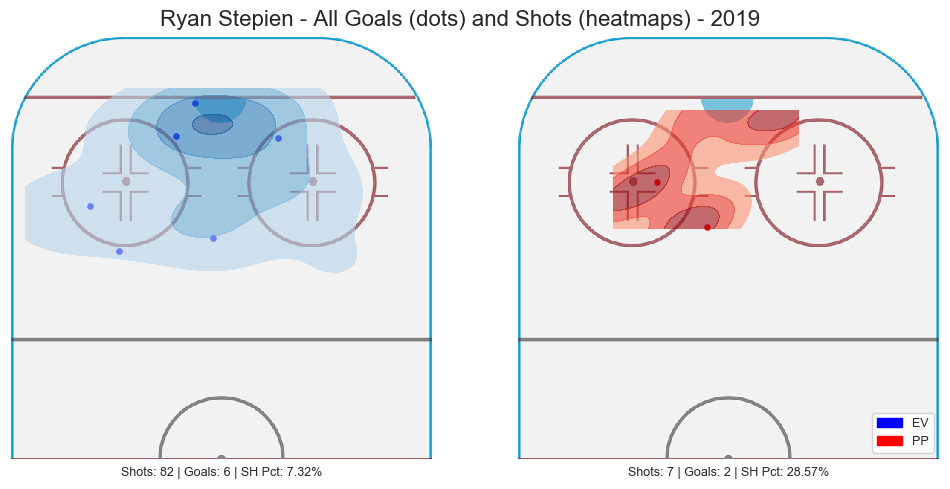 Ryan Stepien - All Goals (dots) and Shots (heatmaps) - 2019
EV
PP
Shots: 82 | Goals: 6 | SH Pct: 7.32%
Shots: 7 | Goals: 2 | SH Pct: 28.57%